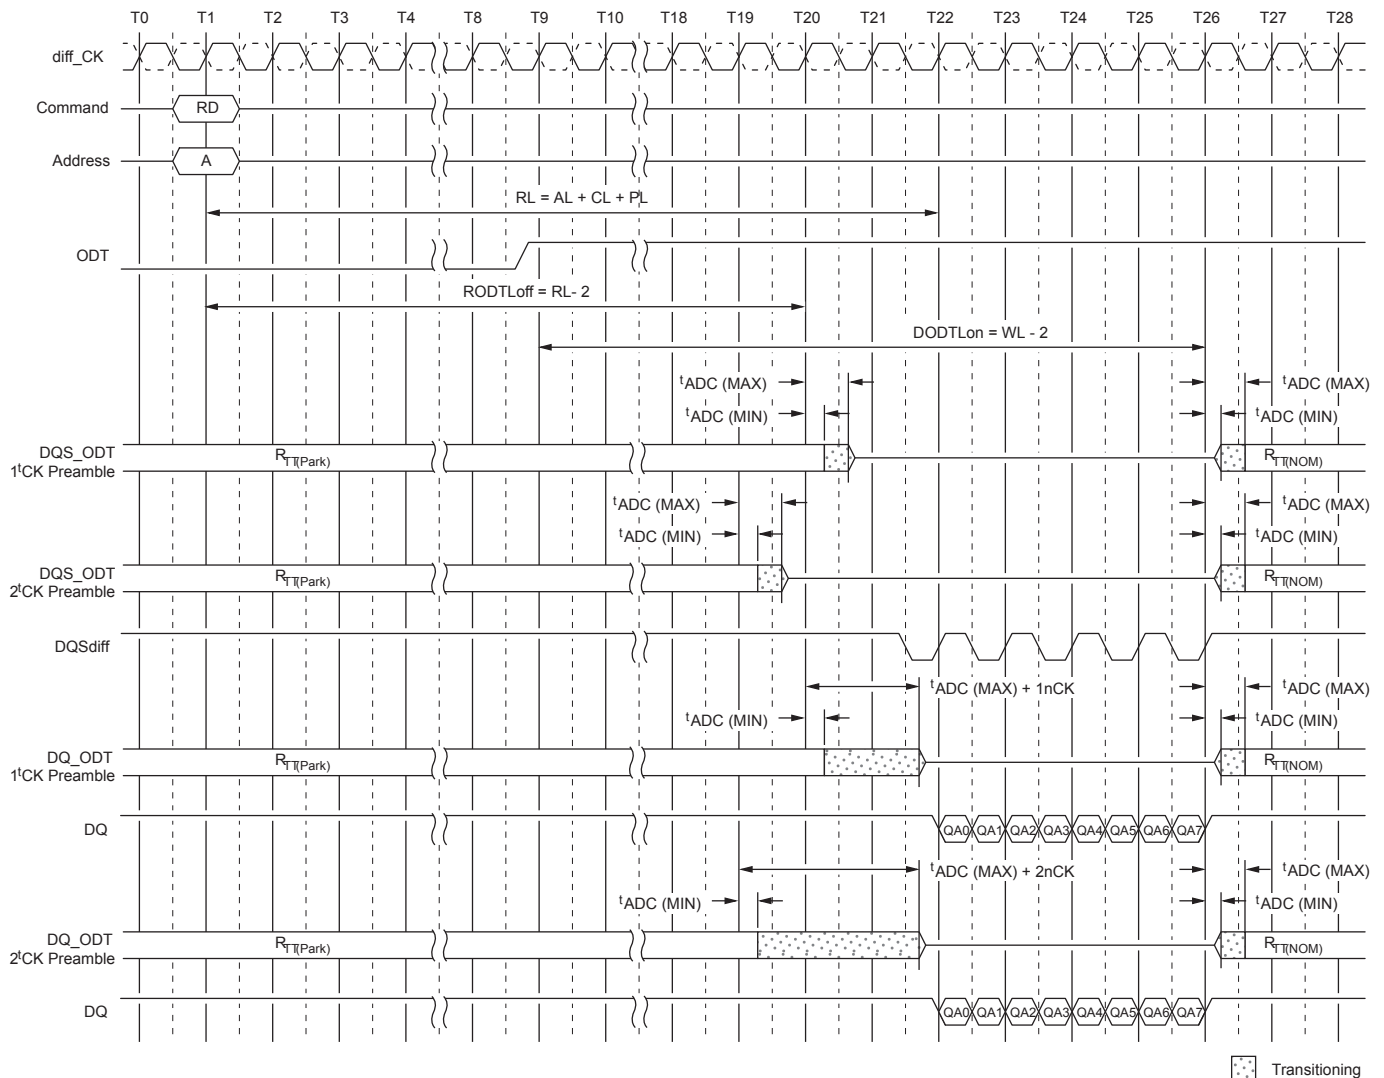 T0 T1 T2 T3 T4 T8 T9 T10 T18 T19 T20 T21 T22 T23 T24 T25 T26 T27 T28
diff_CK
Command RD
Address A
RL = AL + CL + PL
ODT
RODTLoff = RL- 2
DODTLon = WL - 2
tADC (MAX) tADC (MAX)
tADC (MIN) tADC (MIN)
DQS_ODT
1tCK Preamble RTT(Park) RTT(NOM)
tADC (MAX) tADC (MAX)
tADC (MIN) tADC (MIN)
DQS_ODT
2tCK Preamble RTT(Park) RTT(NOM)
DQSdiff
tADC (MAX) + 1nCK tADC (MAX)
tADC (MIN) tADC (MIN)
DQ_ODT
1tCK Preamble RTT(Park) RTT(NOM)
DQ QA0 QA1 QA2 QA3 QA4 QA5 QA6 QA7
tADC (MAX) + 2nCK tADC (MAX)
tADC (MIN) tADC (MIN)
DQ_ODT
2tCK Preamble RTT(Park) RTT(NOM)
DQ QA0 QA1 QA2 QA3 QA4 QA5 QA6 QA7
Transitioning